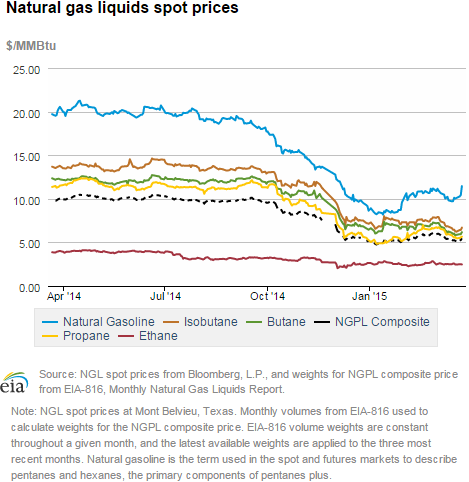 Natural gas liquids spot prices
$/MMBtu
25.00
20.00
15.00
10.00
5.00
0.00
Apr '14 Jul '14 Oct '14 Jan '15
Natural Gasoline Isobutane Butane NGPL Composite
Propane Ethane
eia
Source: NGL spot prices from Bloomberg, L.P., and weights for NGPL composite price
from EIA-816, Monthly Natural Gas Liquids Report.
Note: NGL spot prices at Mont Belvieu, Texas. Monthly volumes from EIA-816 used to
calculate weights for the NGPL composite price. EIA-816 volume weights are constant
throughout a given month, and the latest available weights are applied to the three most
recent months. Natural gasoline is the term used in the spot and futures markets to describe
pentanes and hexanes, the primary components of pentanes plus.